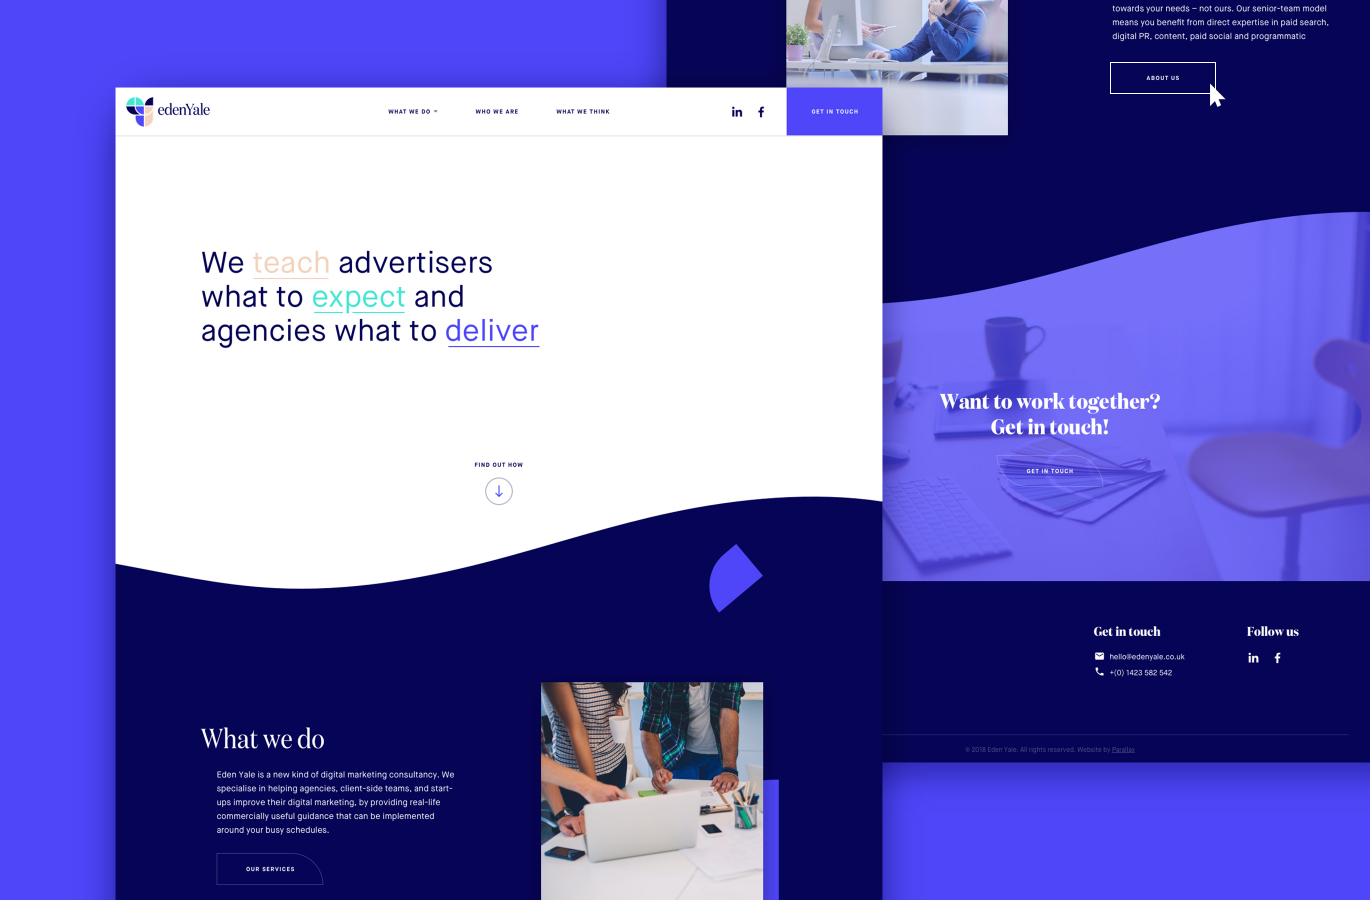 towards your needs – not ours. Our senior-team model
means you benefit from direct expertise in paid search,
digital PR, content, paid social and programmatic
ABOUT US
edenYale
WHAT WE DO
WHO WE ARE
WHAT WE THINK
in f
GET IN TOUCH
We teach advertisers
what to expect and
agencies what to deliver
FIND OUT HOW
What we do
Eden Yale is a new kind of digital marketing consultancy. We
specialise in helping agencies, client-side teams, and start-
ups improve their digital marketing, by providing real-life
commercially useful guidance that can be implemented
around your busy schedules.
OUR SERVICES
Want to work together?
Get in touch!
GET IN TOUCH
Get in touch
hello@edenyale.co.uk
+(0) 1423 582 542
Follow us
in f
© 2018 Eden Yale. All rights reserved. Website by Parallax